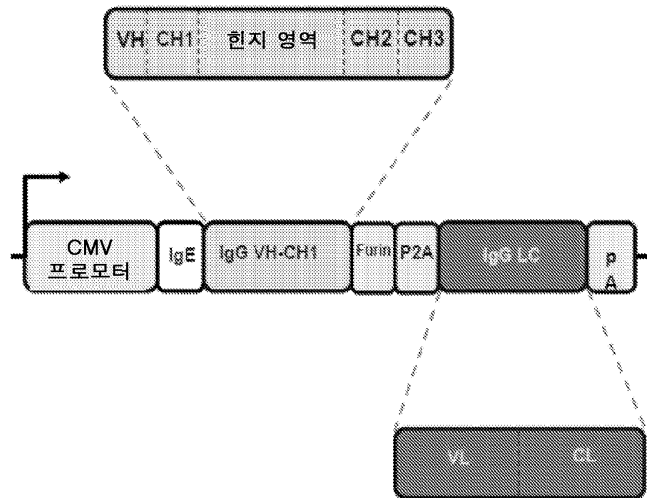 VH CH1 힌지 영역 CH2 CH3
CMV
프로모터
IgE
IgG VH-CH1
Furin
P2A
IgG LC
p
A
VL CL